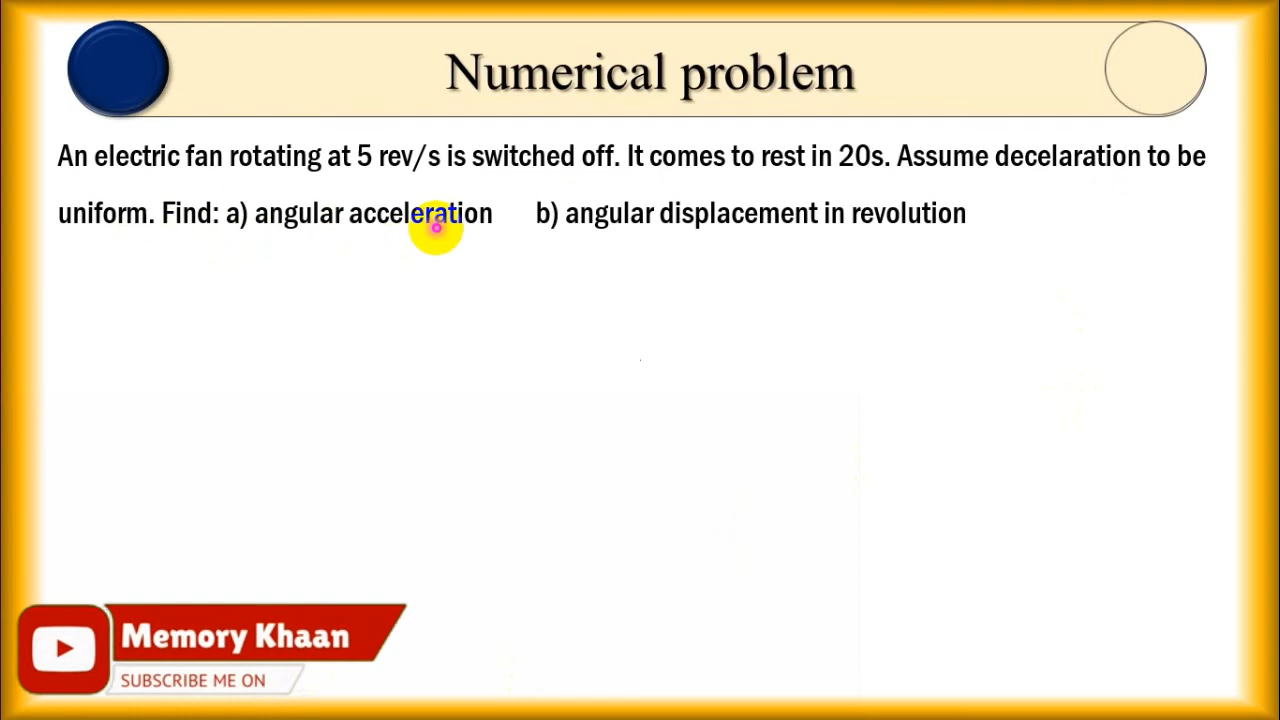 Numerical problem
An electric fan rotating at 5 rev/s is switched off. It comes to rest in 20s. Assume decelaration to be
uniform. Find: a) angular acceleration b) angular displacement in revolution
Memory Khaan
SUBSCRIBE ME ON